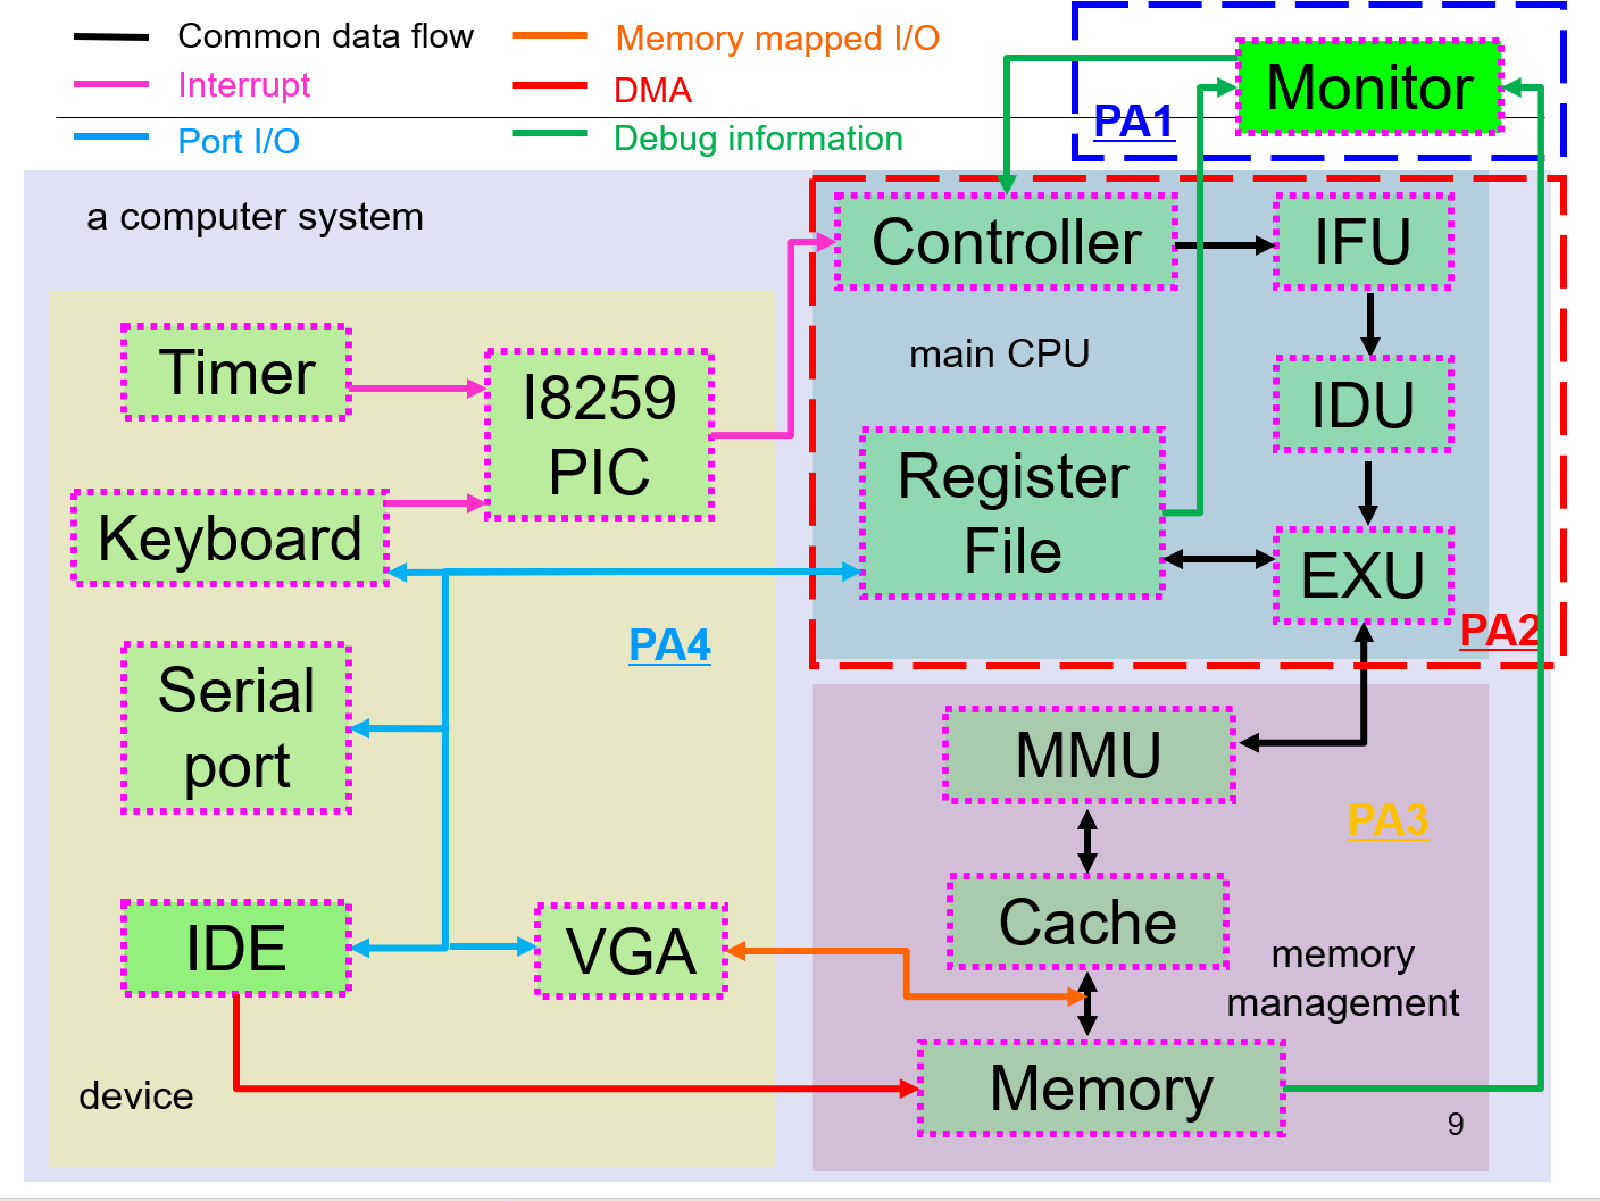 Common data flow
Memory mapped I/O
Interrupt
DMA
Port I/O
Debug information
Monitor
PA1
a computer system
Controller
IFU
main CPU
Timer
I8259
PIC
IDU
Register
File
Keyboard
EXU
PA2
PA4
Serial
port
MMU
PA3
Cache
IDE
VGA
memory
management
Memory
device
9